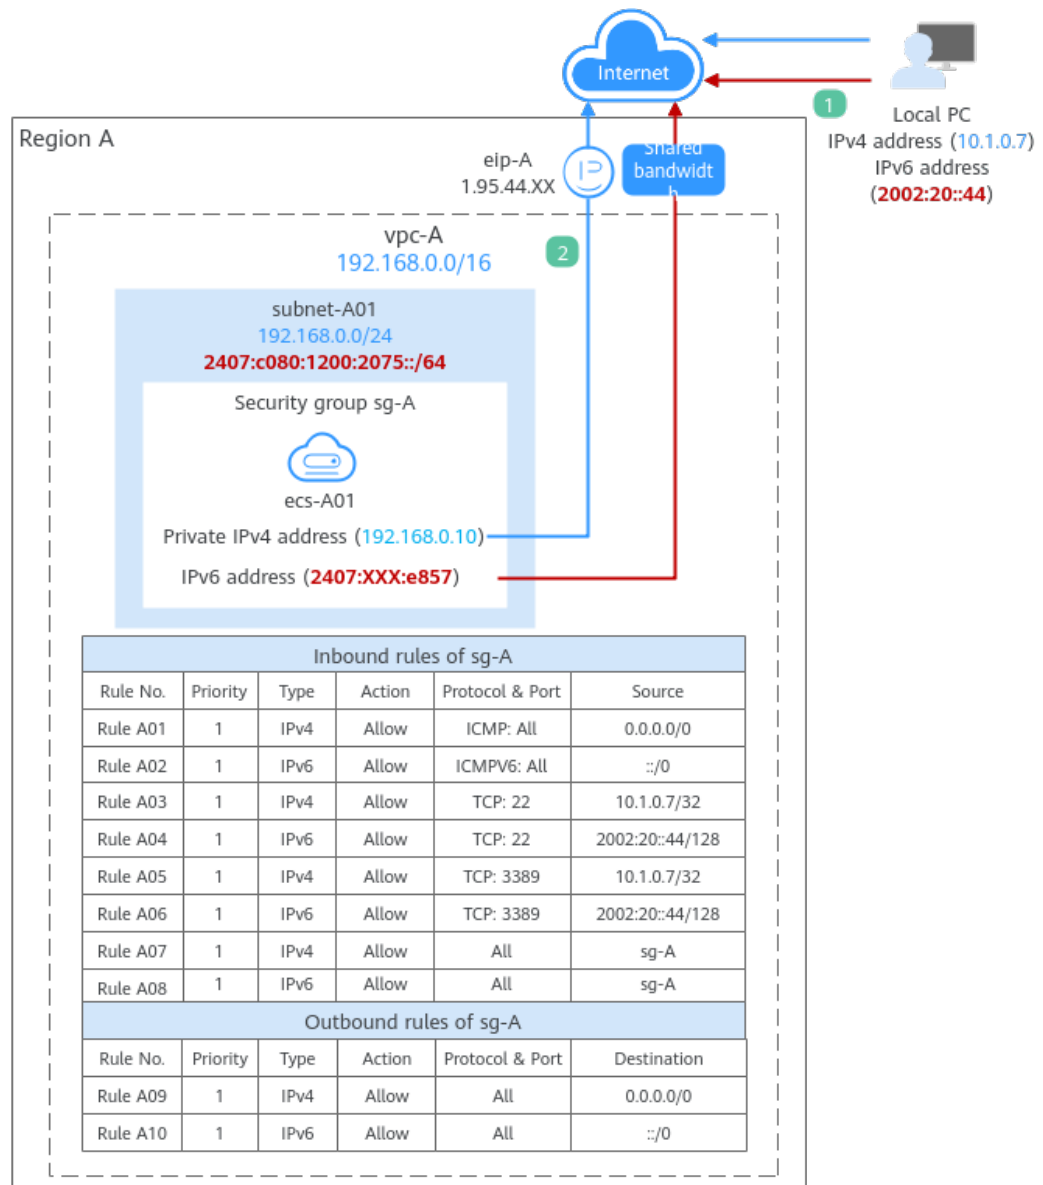 Internet
1
Local PC
IPv4 address (10.1.0.7)
IPv6 address
(2002:20::44)
Region A
eip-A
1.95.44.XX
Shared
bandwidt
h
vpc-A
192.168.0.0/16
2
subnet-A01
192.168.0.0/24
2407:c080:1200:2075::/64
Security group sg-A
ecs-A01
Private IPv4 address (192.168.0.10)
IPv6 address (2407:XXX:e857)
Inbound rules of sg-A
Rule No. Priority Type Action Protocol & Port Source
Rule A01 1 IPv4 Allow ICMP: All 0.0.0.0/0
Rule A02 1 IPv6 Allow ICMPV6: All ::/0
Rule A03 1 IPv4 Allow TCP: 22 10.1.0.7/32
Rule A04 1 IPv6 Allow TCP: 22 2002:20::44/128
Rule A05 1 IPv4 Allow TCP: 3389 10.1.0.7/32
Rule A06 1 IPv6 Allow TCP: 3389 2002:20::44/128
Rule A07 1 IPv4 Allow All sg-A
Rule A08 1 IPv6 Allow All sg-A
Outbound rules of sg-A
Rule No. Priority Type Action Protocol & Port Destination
Rule A09 1 IPv4 Allow All 0.0.0.0/0
Rule A10 1 IPv6 Allow All ::/0